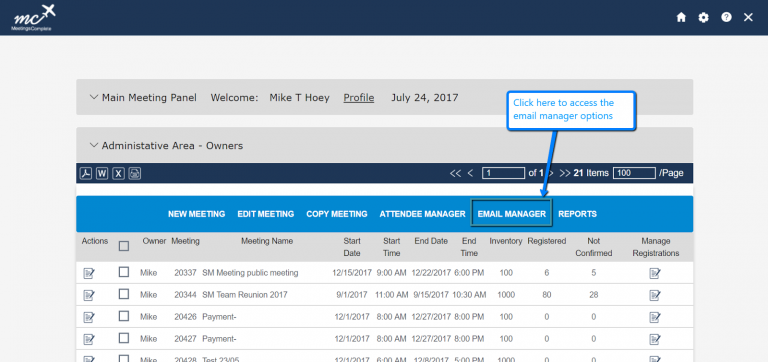 mc
MeetingsComplete
Main Meeting Panel Welcome: Mike T Hoey Profile July 24, 2017
Click here to access the
email manager options
Administative Area - Owners
<< < 1 of 1 > >> 21 Items 100 /Page
NEW MEETING EDIT MEETING COPY MEETING ATTENDEE MANAGER EMAIL MANAGER REPORTS
Actions Owner Meeting Meeting Name Start Date Start Time End Date End Time Inventory Registered Not Confirmed Manage Registrations
Mike 20337 SM Meeting public meeting 12/15/2017 9:00 AM 12/22/2017 6:00 PM 100 6 5
Mike 20344 SM Team Reunion 2017 9/1/2017 11:00 AM 9/15/2017 10:30 AM 1000 80 28
Mike 20426 Payment- 12/1/2017 8:00 AM 12/27/2017 8:00 PM 100 0 0
Mike 20427 Payment- 12/1/2017 8:00 AM 12/27/2017 8:00 PM 100 0 0
Mike 20428 Test 23/05 12/1/2017 6:00 AM 12/8/2017 5:00 PM 1000 0 0